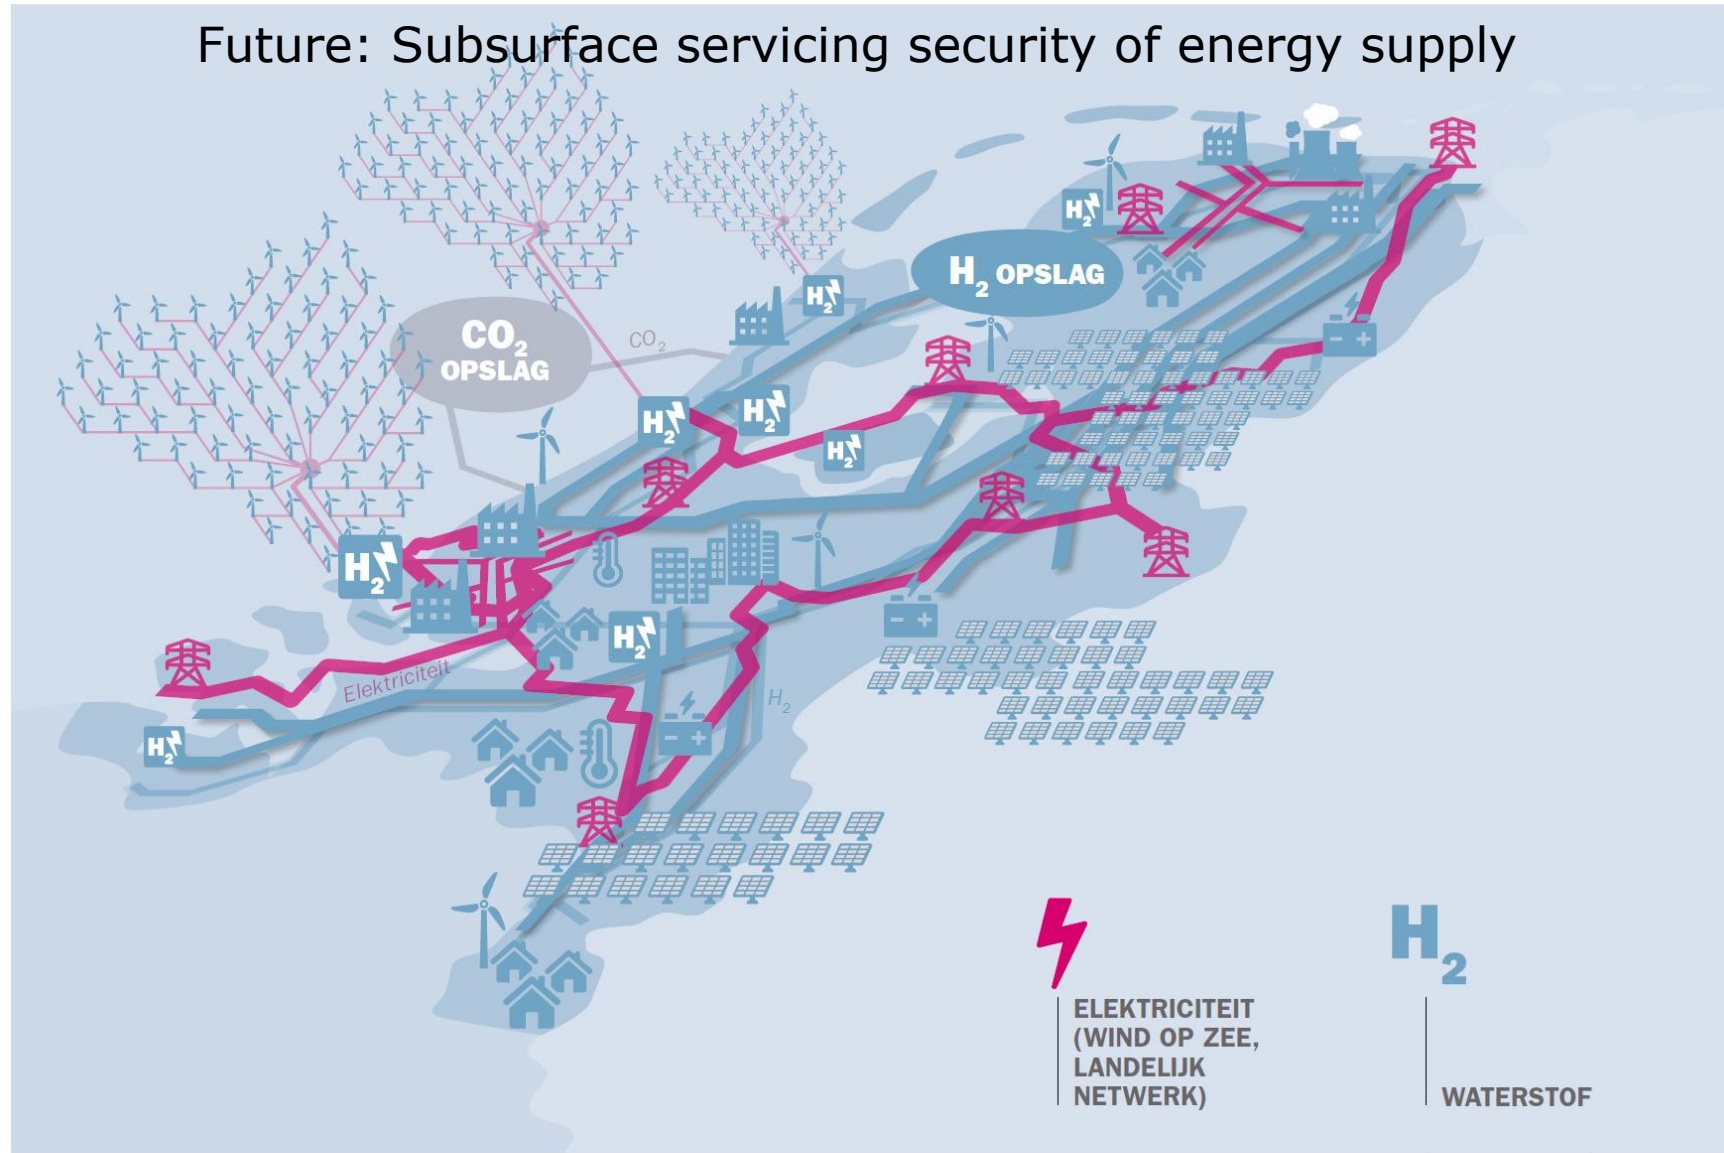 Future: Subsurface servicing security of energy supply
H₂
H₂ OPSLAG
H₂
CO₂
OPSLAG
CO₂
H₂
H₂
H₂
H₂
H₂
Elektriciteit
H₂
H₂
H₂
ELEKTRICITEIT
(WIND OP ZEE,
LANDELIJK
NETWERK)
WATERSTOF